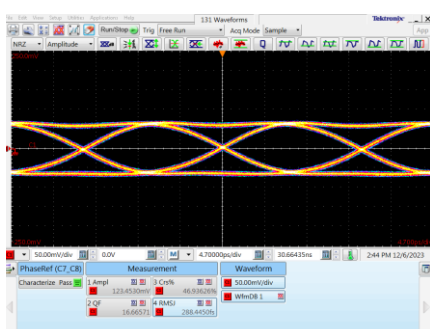 File Edit View Setup Utilities Applications Help
131 Waveforms
Tektronix
Run/Stop Trig Free Run Acq Mode Sample App
NRZ Amplitude
C1
50.00mV/div 0.0V M 4.70000ps/div 30.66435ns 2:44 PM 12/6/2023
PhaseRef (C7_C8) Measurement Waveform
Characterize Pass
1 Ampl 3 Crs% 50.00mV/div
123.4530mV 46.93626%
2 QF 4 RMSJ WfmDB 1
16.66571 288.4450fs